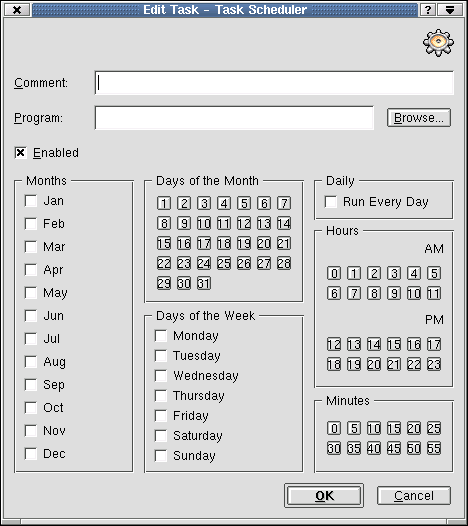 Edit Task - Task Scheduler
?
Comment:
Program:
Browse...
Enabled
Months
Jan
Feb
Mar
Apr
May
Jun
Jul
Aug
Sep
Oct
Nov
Dec
Days of the Month
1 2 3 4 5 6 7
8 9 10 11 12 13 14
15 16 17 18 19 20 21
22 23 24 25 26 27 28
29 30 31
Days of the Week
Monday
Tuesday
Wednesday
Thursday
Friday
Saturday
Sunday
Daily
Run Every Day
Hours
AM
0 1 2 3 4 5
6 7 8 9 10 11
PM
12 13 14 15 16 17
18 19 20 21 22 23
Minutes
0 5 10 15 20 25
30 35 40 45 50 55
OK
Cancel